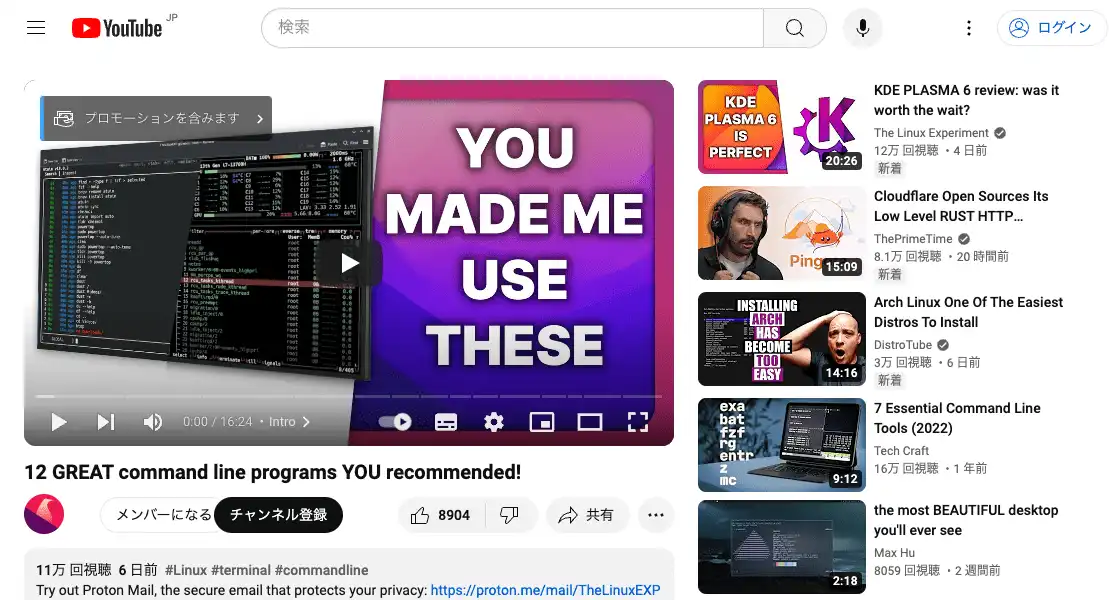 YouTube JP
検索
ログイン
プロモーションを含みます
YOU
MADE ME
USE
THESE
0:00 / 16:24 • Intro
12 GREAT command line programs YOU recommended!
メンバーになる
チャンネル登録
8904
共有
11万 回視聴 6 日前 #Linux #terminal #commandline
Try out Proton Mail, the secure email that protects your privacy: https://proton.me/mail/TheLinuxEXP
KDE
PLASMA 6
IS
PERFECT
20:26
KDE PLASMA 6 review: was it
worth the wait?
The Linux Experiment
12万 回視聴 • 4 日前
新着
Ping
15:09
Cloudflare Open Sources Its
Low Level RUST HTTP…
ThePrimeTime
8.1万 回視聴 • 20 時間前
新着
INSTALLING
ARCH
HAS
BECOME
TOO
EASY
14:16
Arch Linux One Of The Easiest
Distros To Install
DistroTube
3万 回視聴 • 6 日前
新着
exa
bat
fzf
rg
entr
z
mc
9:12
7 Essential Command Line
Tools (2022)
Tech Craft
16万 回視聴 • 1 年前
2:18
the most BEAUTIFUL desktop
you'll ever see
Max Hu
8059 回視聴 • 2 週間前